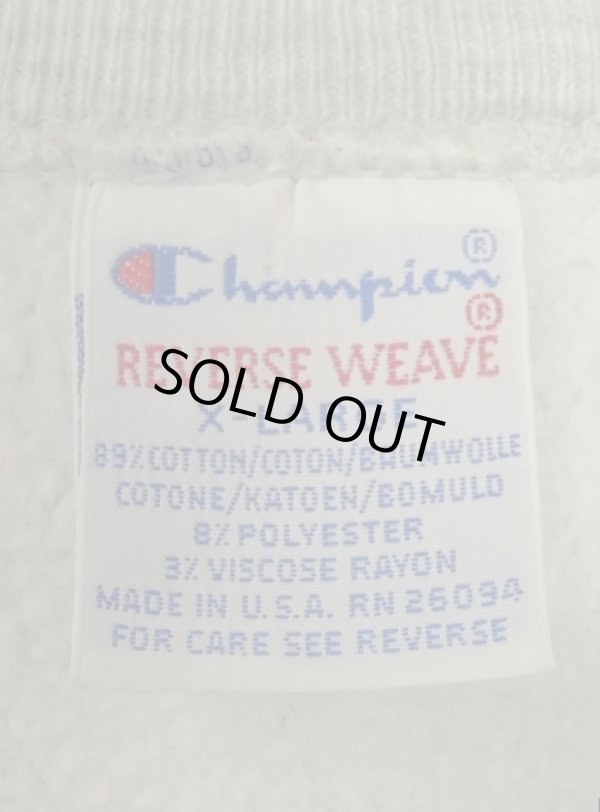 Champion ®
REVERSE WEAVE ®
X-LARGE
SOLD OUT
89% COTTON/COTON/BAUMWOLLE
COTONE/KATOEN/BOMULD
8% POLYESTER
3% VISCOSE RAYON
MADE IN U.S.A. RN 26094
FOR CARE SEE REVERSE